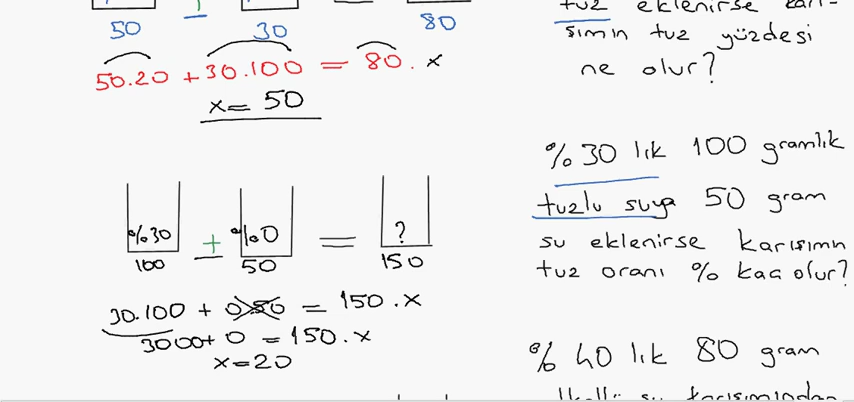 50 + 30 = 80
50.20 + 30.100 = 80. x
x = 50
%30 + %0 = ?
100 50 150
30.100 + 0.50 = 150 . x
3000+ 0 = 150. x
x=20
tuz eklenirse karı-
şımın tuz yüzdesi
ne olur?
%30 lık 100 gramlık
tuzlu suya 50 gram
su eklenirse karışımın
tuz oranı % kaç olur?
% 40 lık 80 gram
su karışımından